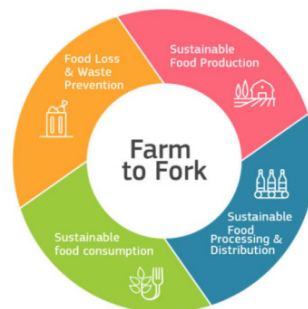 Food Loss
& Waste
Prevention
Sustainable
Food Production
Farm
to Fork
Sustainable
Food
Processing &
Distribution
Sustainable
food consumption